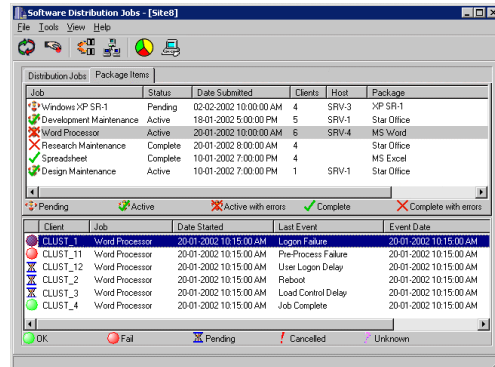 Software Distribution Jobs - [Site8]
File Tools View Help
Distribution Jobs Package Items
Job Status Date Submitted Clients Host Package
Windows XP SR-1 Pending 02-02-2002 10:00:00 AM 4 SRV-3 XP SR-1
Development Maintenance Active 18-01-2002 5:00:00 PM 5 SRV-1 Star Office
Word Processor Active 20-01-2002 10:00:00 AM 6 SRV-4 MS Word
Research Maintenance Complete 20-01-2002 8:00:00 AM 4 Star Office
Spreadsheet Complete 10-01-2002 7:00:00 PM 4 MS Excel
Design Maintenance Active 10-01-2002 7:00:00 PM 1 SRV-1 Star Office
Pending Active Active with errors Complete Complete with errors
Client Job Date Started Last Event Event Date
CLUST_1 Word Processor 20-01-2002 10:15:00 AM Logon Failure 20-01-2002 10:15:00 AM
CLUST_11 Word Processor 20-01-2002 10:15:00 AM Pre-Process Failure 20-01-2002 10:15:00 AM
CLUST_12 Word Processor 20-01-2002 10:15:00 AM User Logon Delay 20-01-2002 10:15:00 AM
CLUST_2 Word Processor 20-01-2002 10:15:00 AM Reboot 20-01-2002 10:15:00 AM
CLUST_3 Word Processor 20-01-2002 10:15:00 AM Load Control Delay 20-01-2002 10:15:00 AM
CLUST_4 Word Processor 20-01-2002 10:15:00 AM Job Complete 20-01-2002 10:15:00 AM
OK Fail Pending Cancelled Unknown